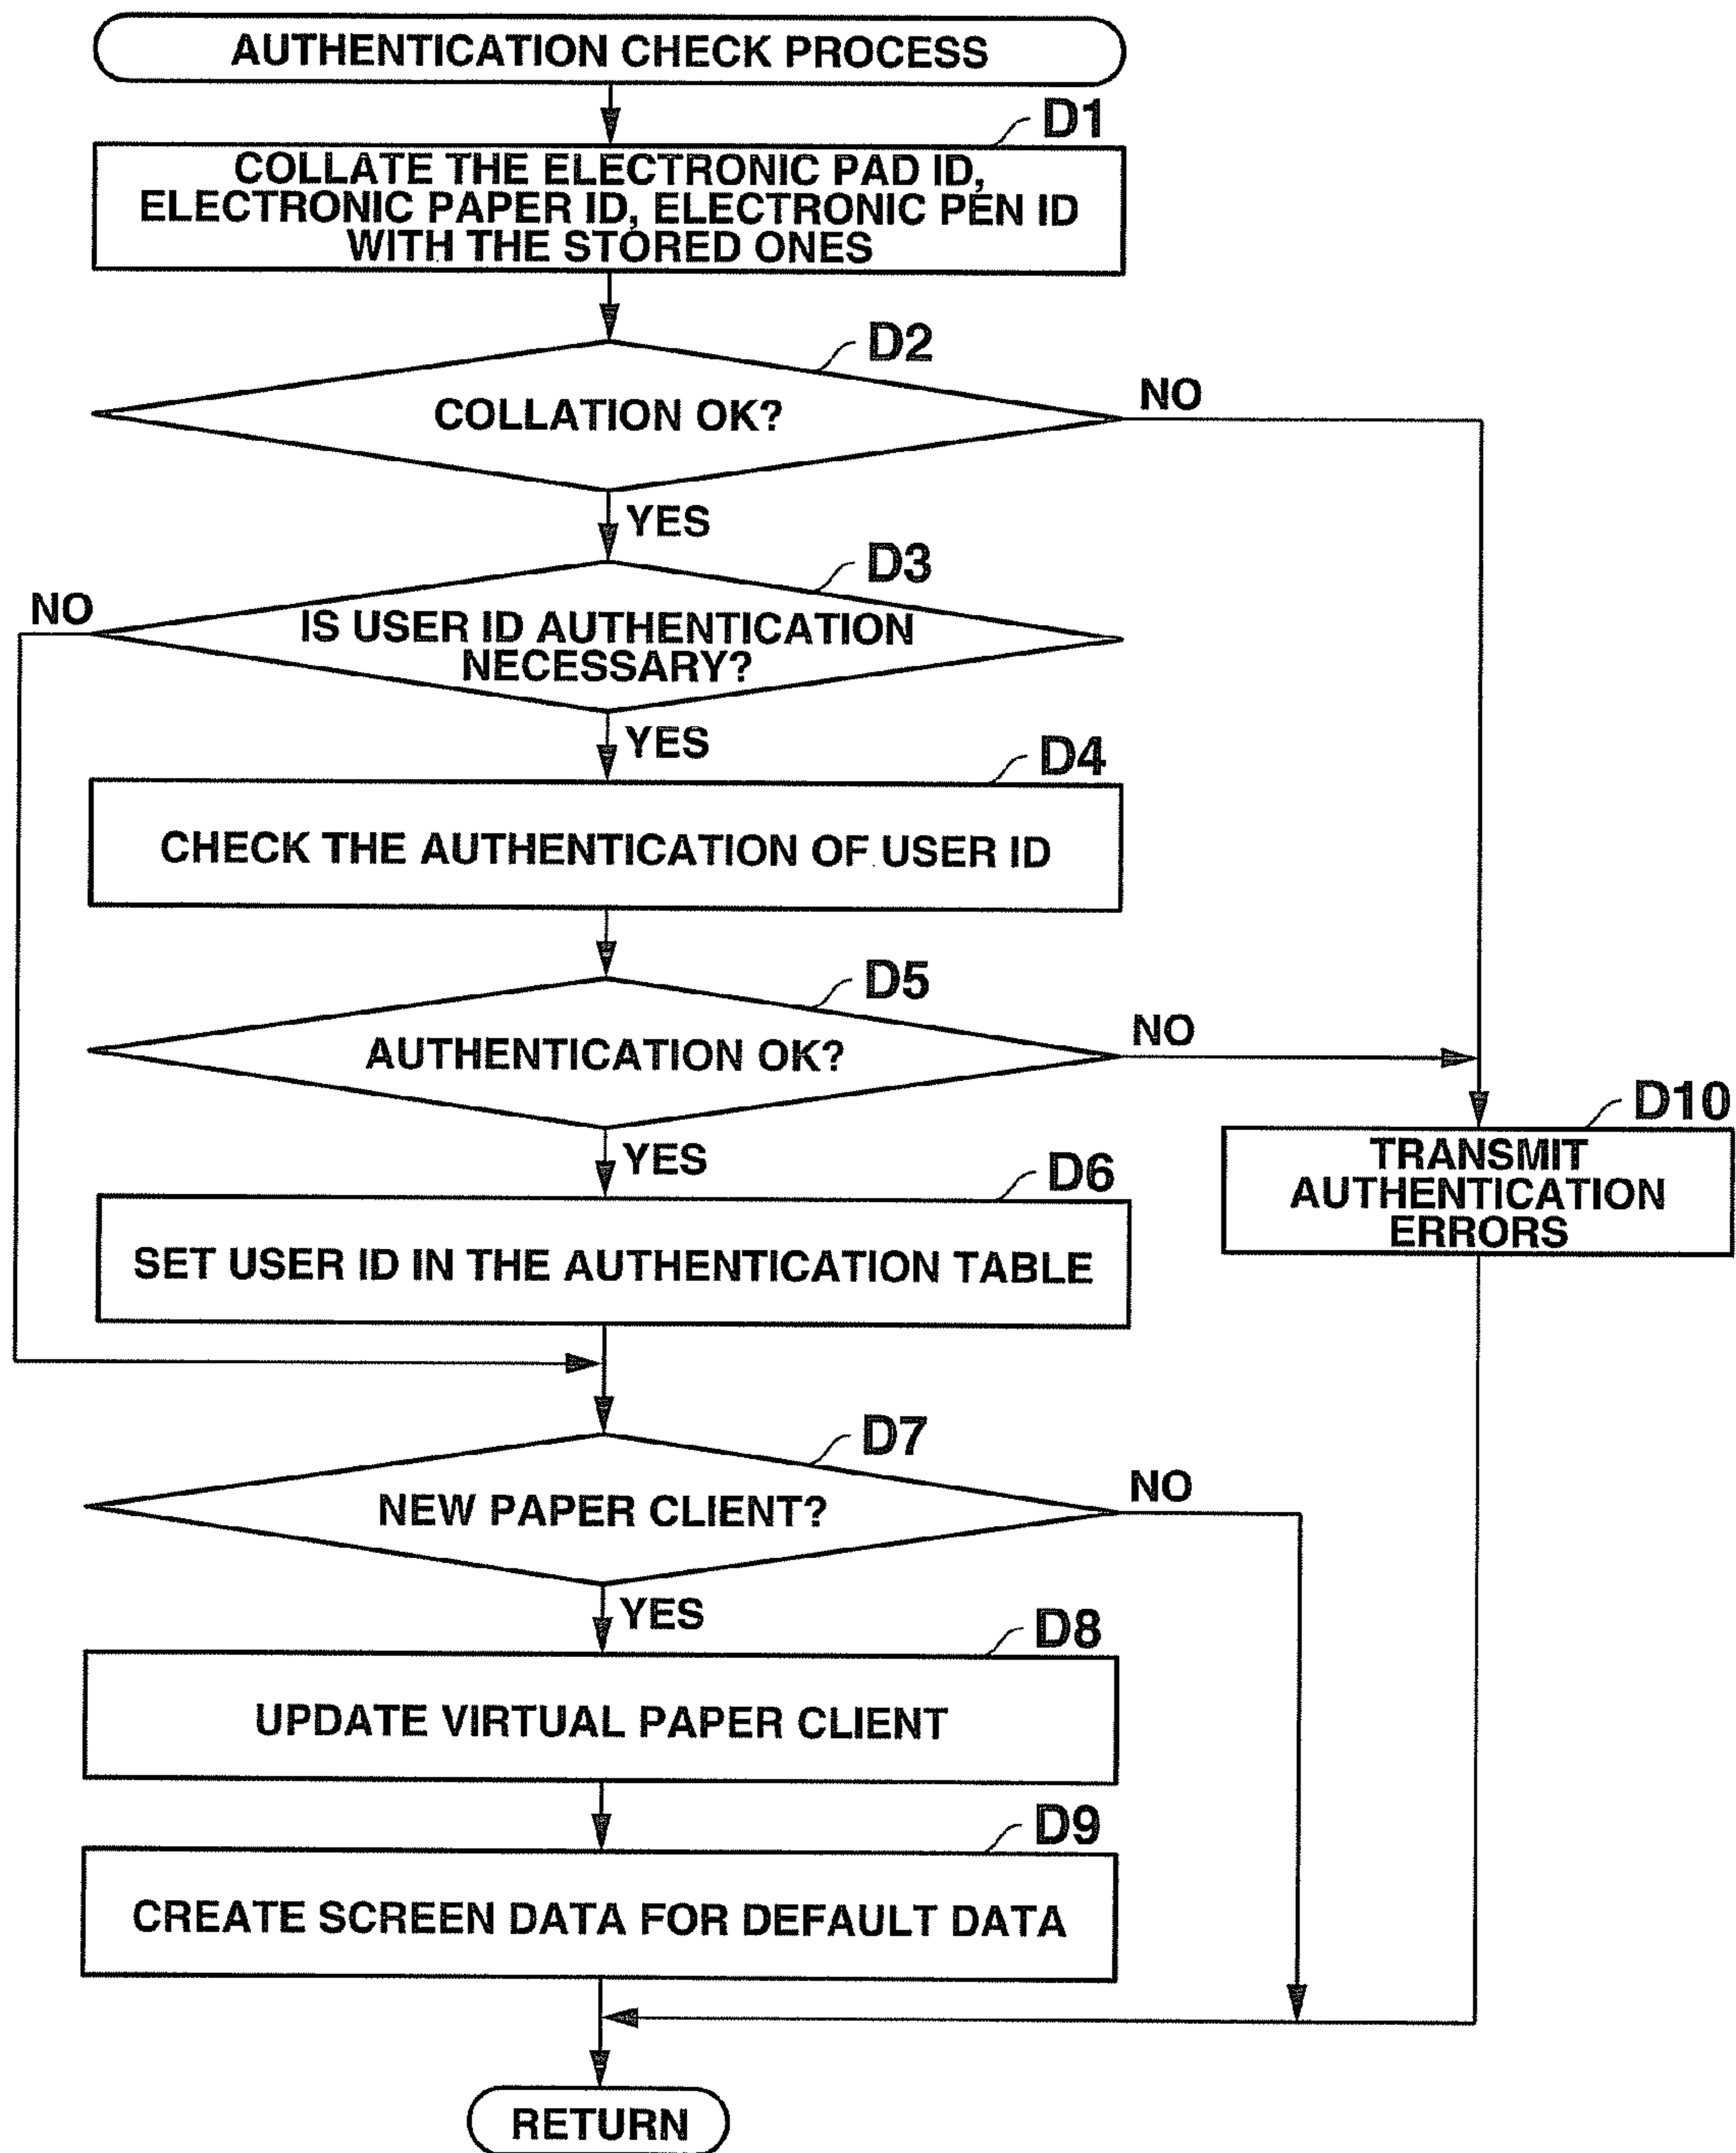 AUTHENTICATION CHECK PROCESS
D1
COLLATE THE ELECTRONIC PAD ID,
ELECTRONIC PAPER ID, ELECTRONIC PEN ID
WITH THE STORED ONES
D2
COLLATION OK?
NO
YES
D3
NO
IS USER ID AUTHENTICATION
NECESSARY?
YES
D4
CHECK THE AUTHENTICATION OF USER ID
D5
AUTHENTICATION OK?
NO
D10
TRANSMIT
AUTHENTICATION
ERRORS
YES
D6
SET USER ID IN THE AUTHENTICATION TABLE
D7
NEW PAPER CLIENT?
NO
YES
D8
UPDATE VIRTUAL PAPER CLIENT
D9
CREATE SCREEN DATA FOR DEFAULT DATA
RETURN